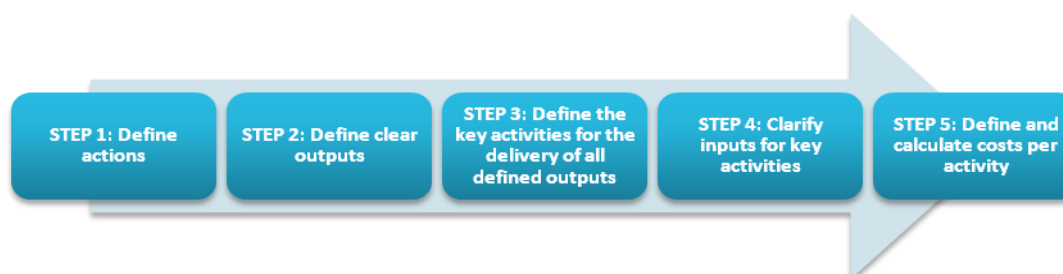 STEP 1: Define
actions
STEP 2: Define clear
outputs
STEP 3: Define the
key activities for the
delivery of all
defined outputs
STEP 4: Clarify
inputs for key
activities
STEP 5: Define and
calculate costs per
activity